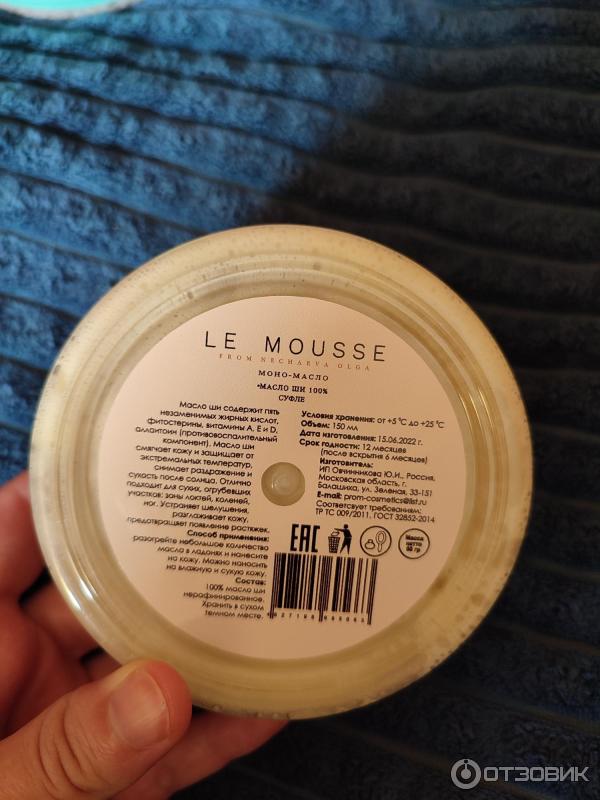 LE MOUSSE
FROM NECHAEVA OLGA
МОНО-МАСЛО
•МАСЛО ШИ 100%
СУФЛЕ
Масло ши содержит пять
незаменимых жирных кислот,
фитостерины, витамины А, Е и D,
аллантоин (противовоспалительный
компонент). Масло ши
смягчает кожу и защищает от
экстремальных температур,
снимает раздражение и
сухость после солнца. Отлично
подходит для сухих, огрубевших
участков: зоны локтей, коленей,
ног. Устраняет шелушения,
разглаживает кожу,
предотвращает появление растяжек.
Способ применения:
разогрейте небольшое количество
масла в ладонях и нанесите
на кожу. Можно наносить
на влажную и сухую кожу.
Состав:
100% масло ши
нерафинированное.
Хранить в сухом
темном месте.
Условия хранения: от +5 °С до +25 °С
Объем: 150 мл
Дата изготовления: 15.06.2022 г.
Срок годности: 12 месяцев
(после вскрытия 6 месяцев)
Изготовитель:
ИП Овчинникова Ю.И., Россия,
Московская область, г.
Балашиха, ул. Зеленая, 33-151
E-mail: prom-cosmetics@list.ru
Соответствует требованиям:
ТР ТС 009/2011, ГОСТ 32852-2014
EAC
Масса
нетто
ОТЗОВИК